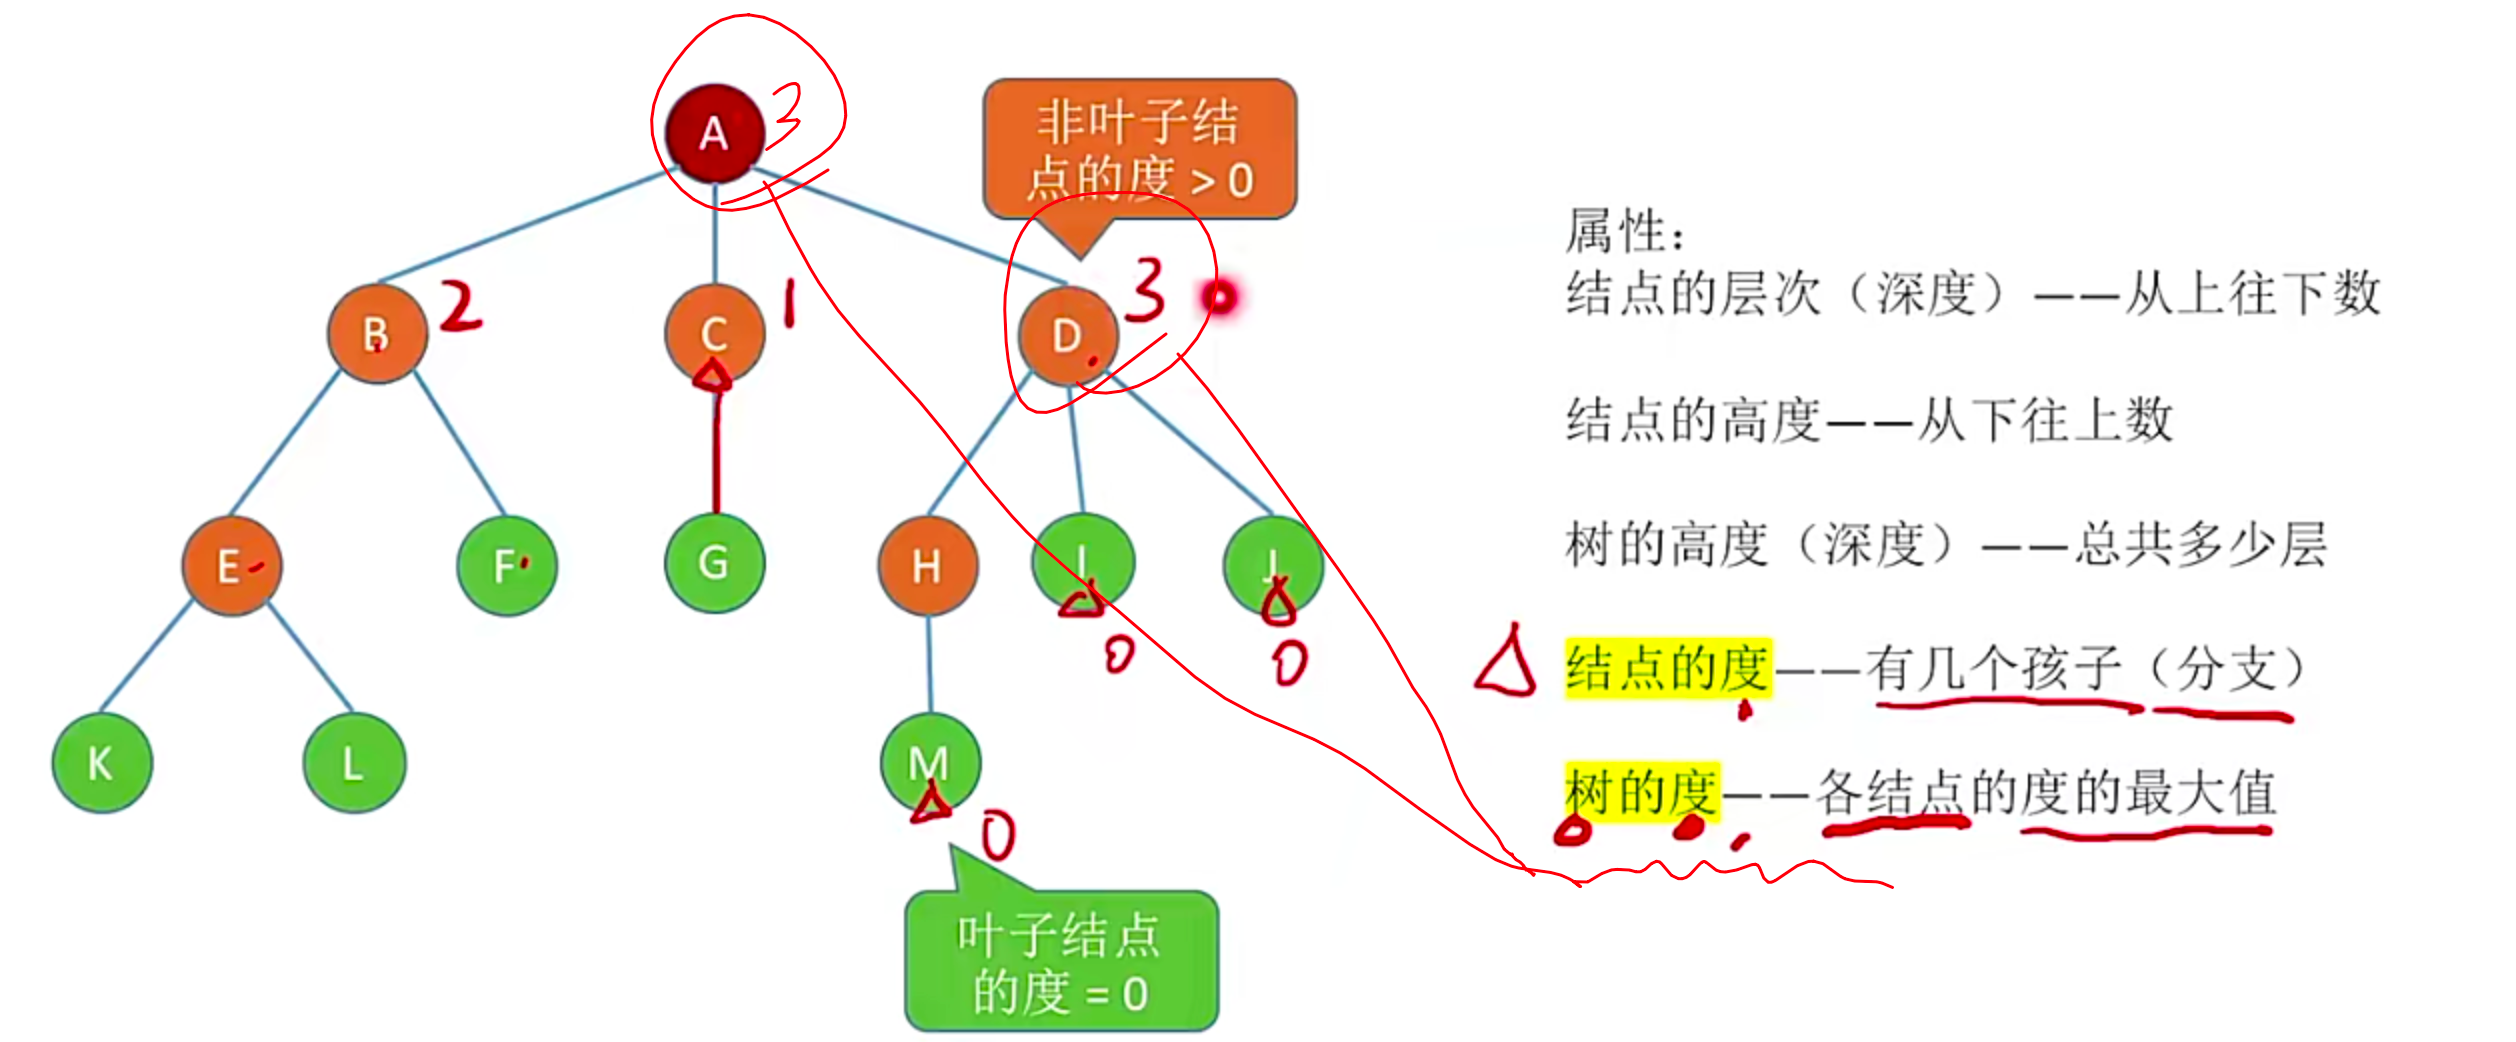 A 3
非叶子结
点的度 > 0
B 2
C 1
D 3
E
F
G
H
I
J
0
0
K
L
M
0
叶子结点
的度 = 0
属性：
结点的层次（深度）——从上往下数
结点的高度——从下往上数
树的高度（深度）——总共多少层
结点的度——有几个孩子（分支）
树的度——各结点的度的最大值